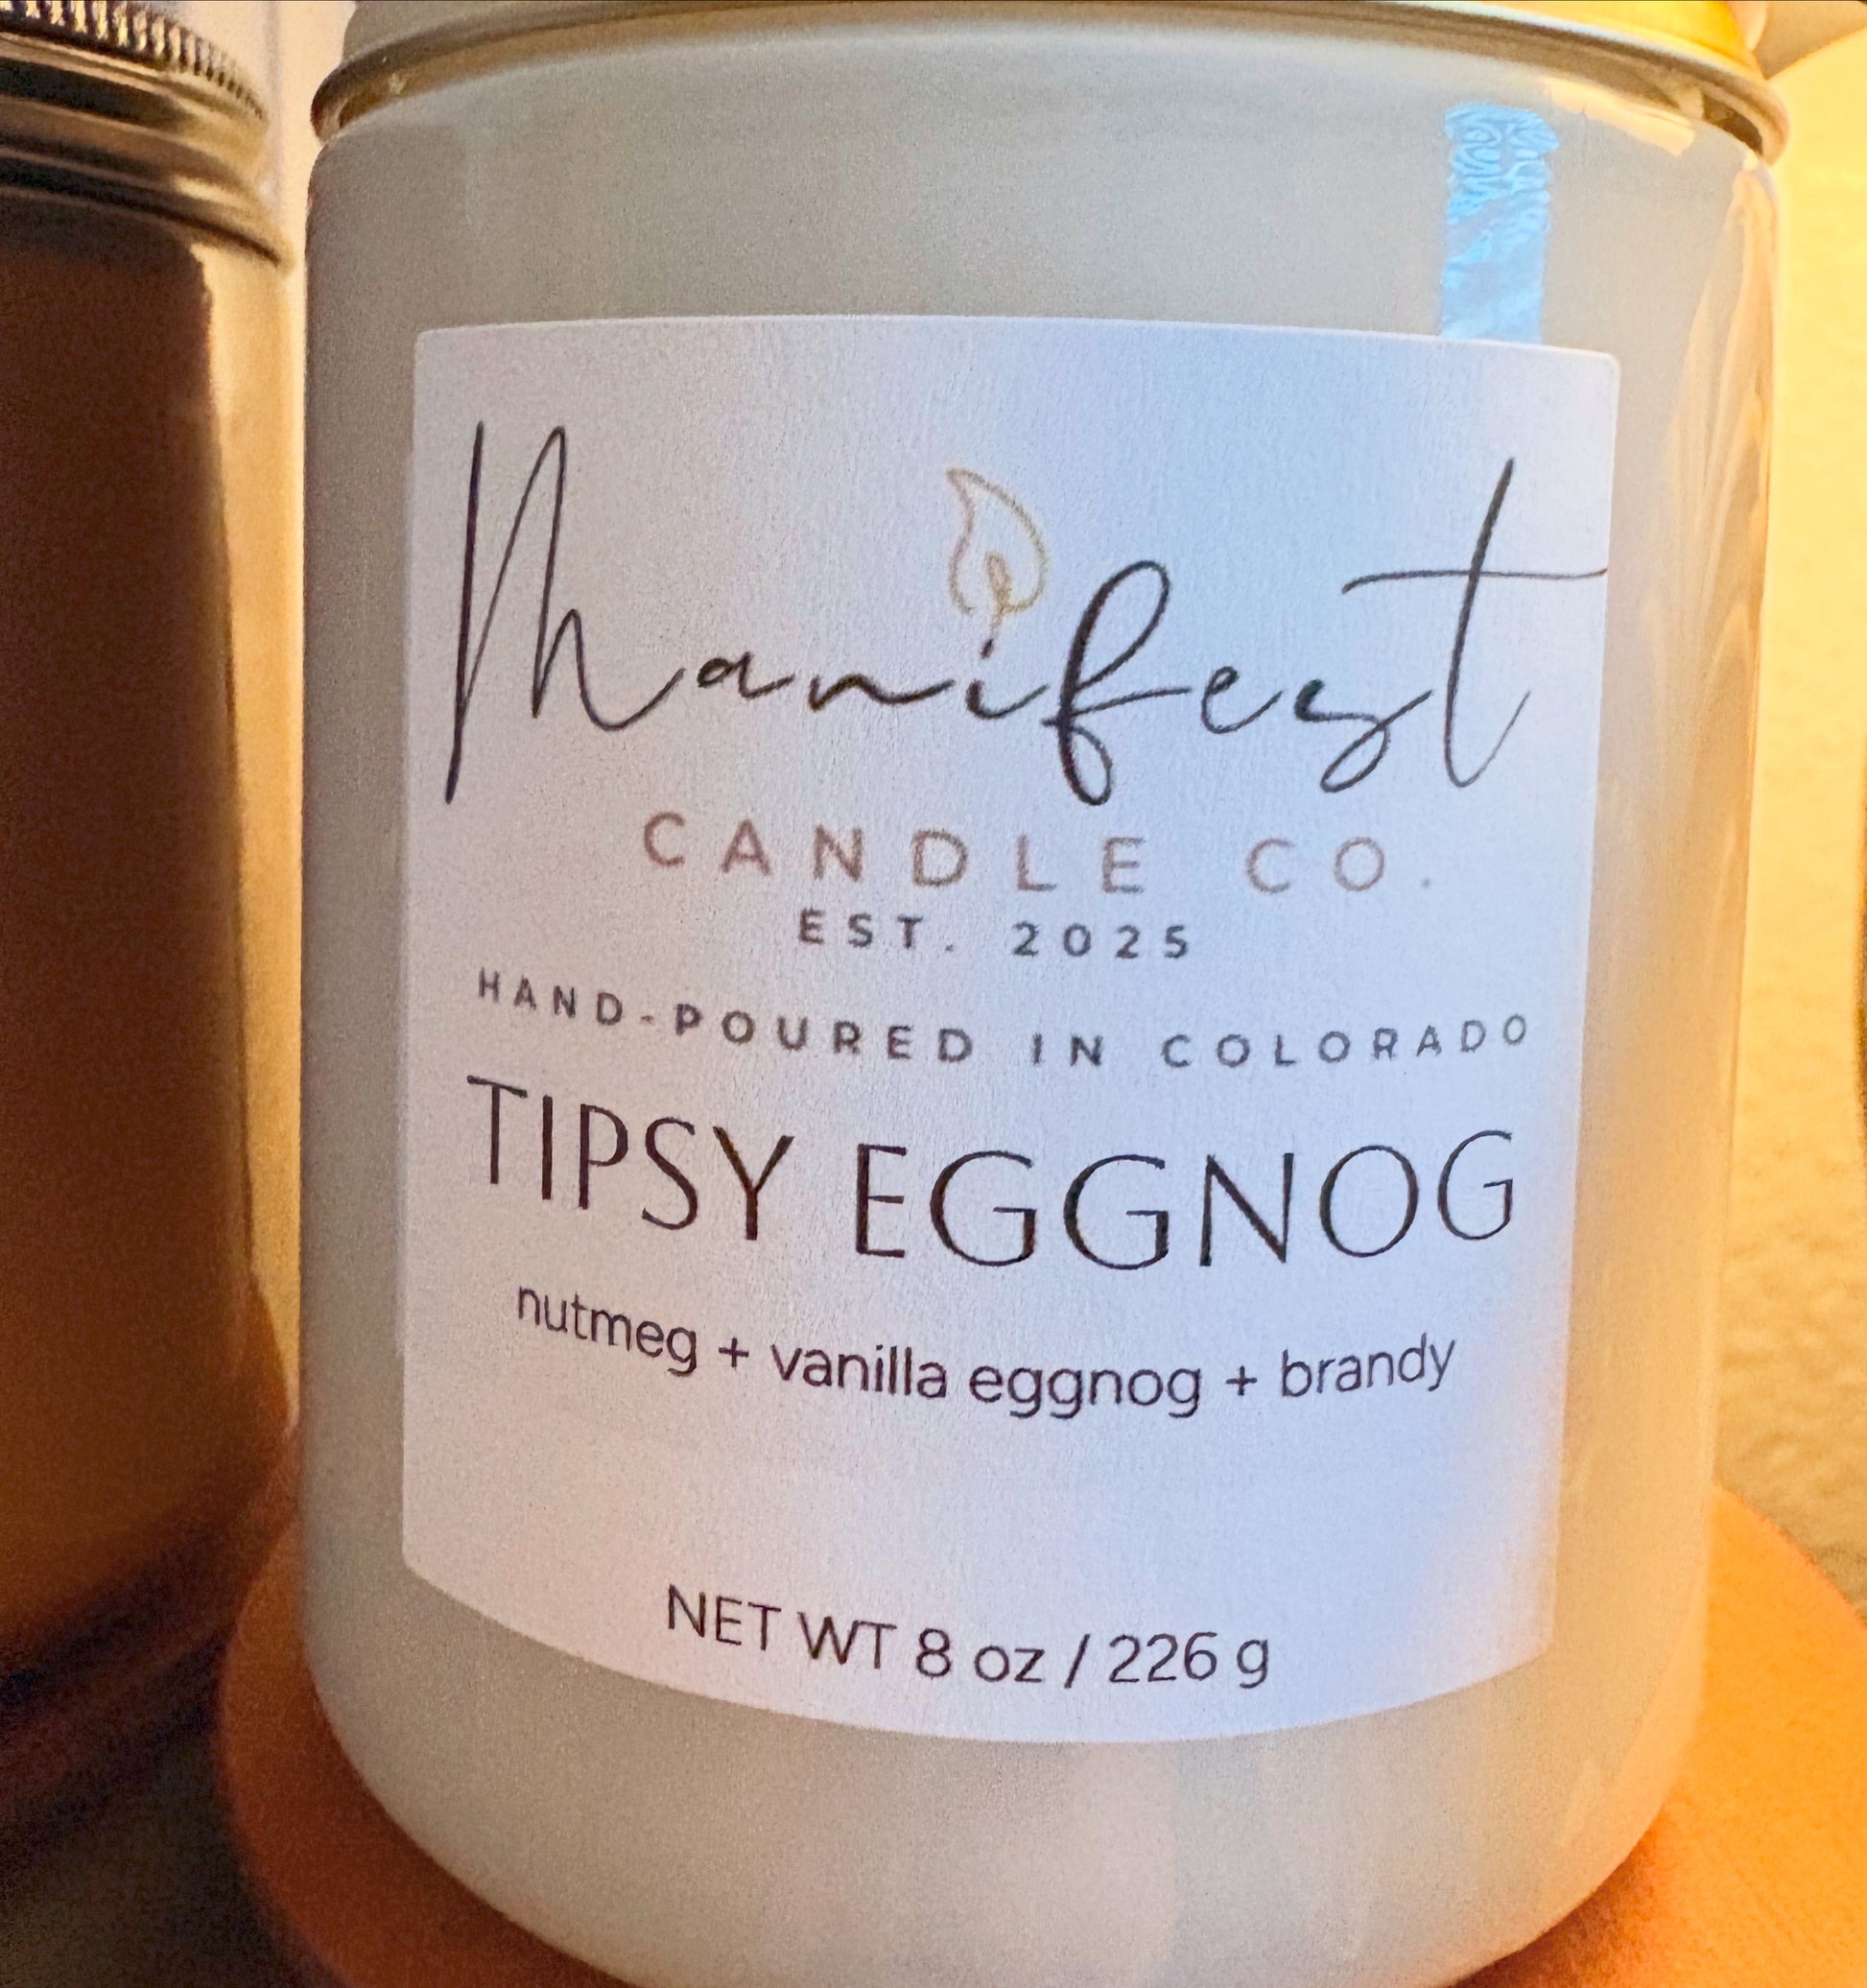 Manifest
CANDLE CO.
EST. 2025
HAND-POURED IN COLORADO
TIPSY EGGNOG
nutmeg + vanilla eggnog + brandy
NET WT 8 oz / 226 g